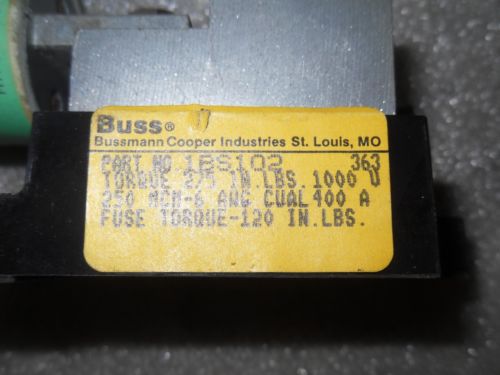 Buss®
Bussmann Cooper Industries St. Louis, MO
PART NO 1BS102 363
TORQUE 275 IN.LBS. 1000 V
250 MCM-6 AWG CUAL 400 A
FUSE TORQUE-120 IN.LBS.